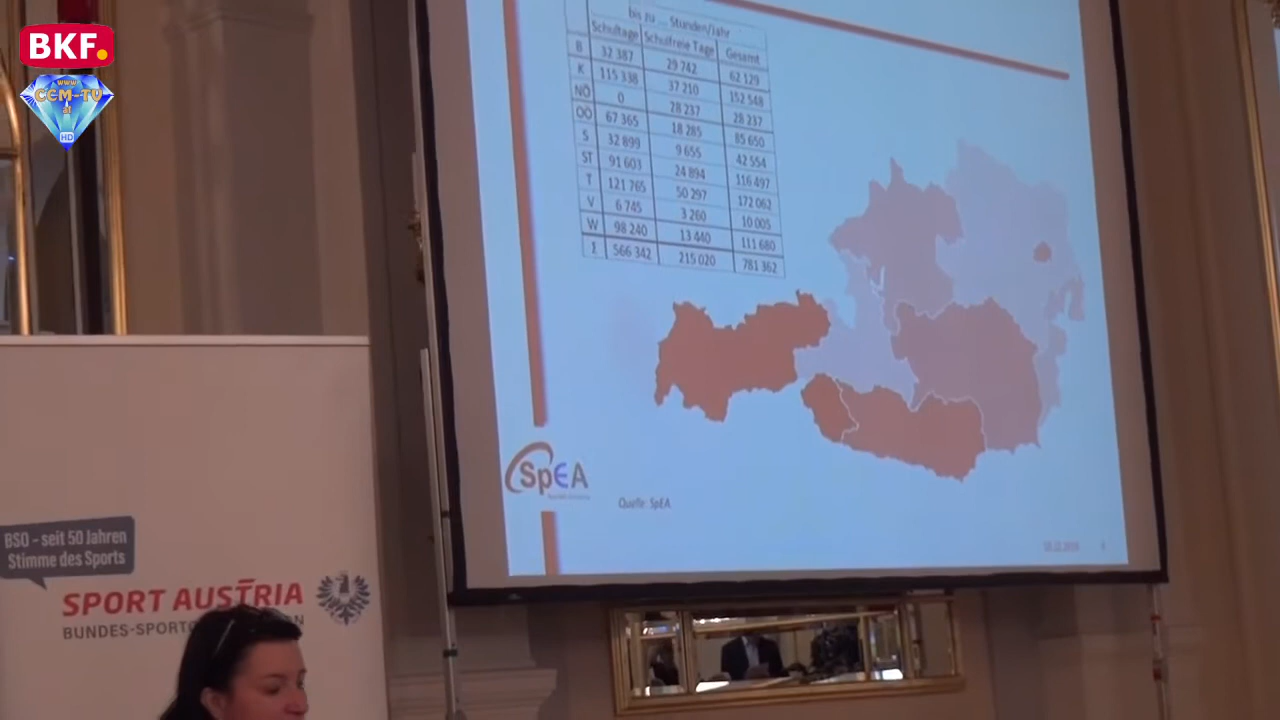 BKF.
www.
CCM-TV
.at
HD
bis zu ... Stunden/Jahr
Schultage Schulfreie Tage Gesamt
B 32 387 29 742 62 129
K 115 338 37 210 152 548
NÖ 0 28 237 28 237
OÖ 67 365 18 285 85 650
S 32 899 9 655 42 554
ST 91 603 24 894 116 497
T 121 765 50 297 172 062
V 6 745 3 260 10 005
W 98 240 13 440 111 680
Σ 566 342 215 020 781 362
SpEA
Quelle: SpEA
BSO – seit 50 Jahren
Stimme des Sports
SPORT AUSTRIA
BUNDES-SPORTO